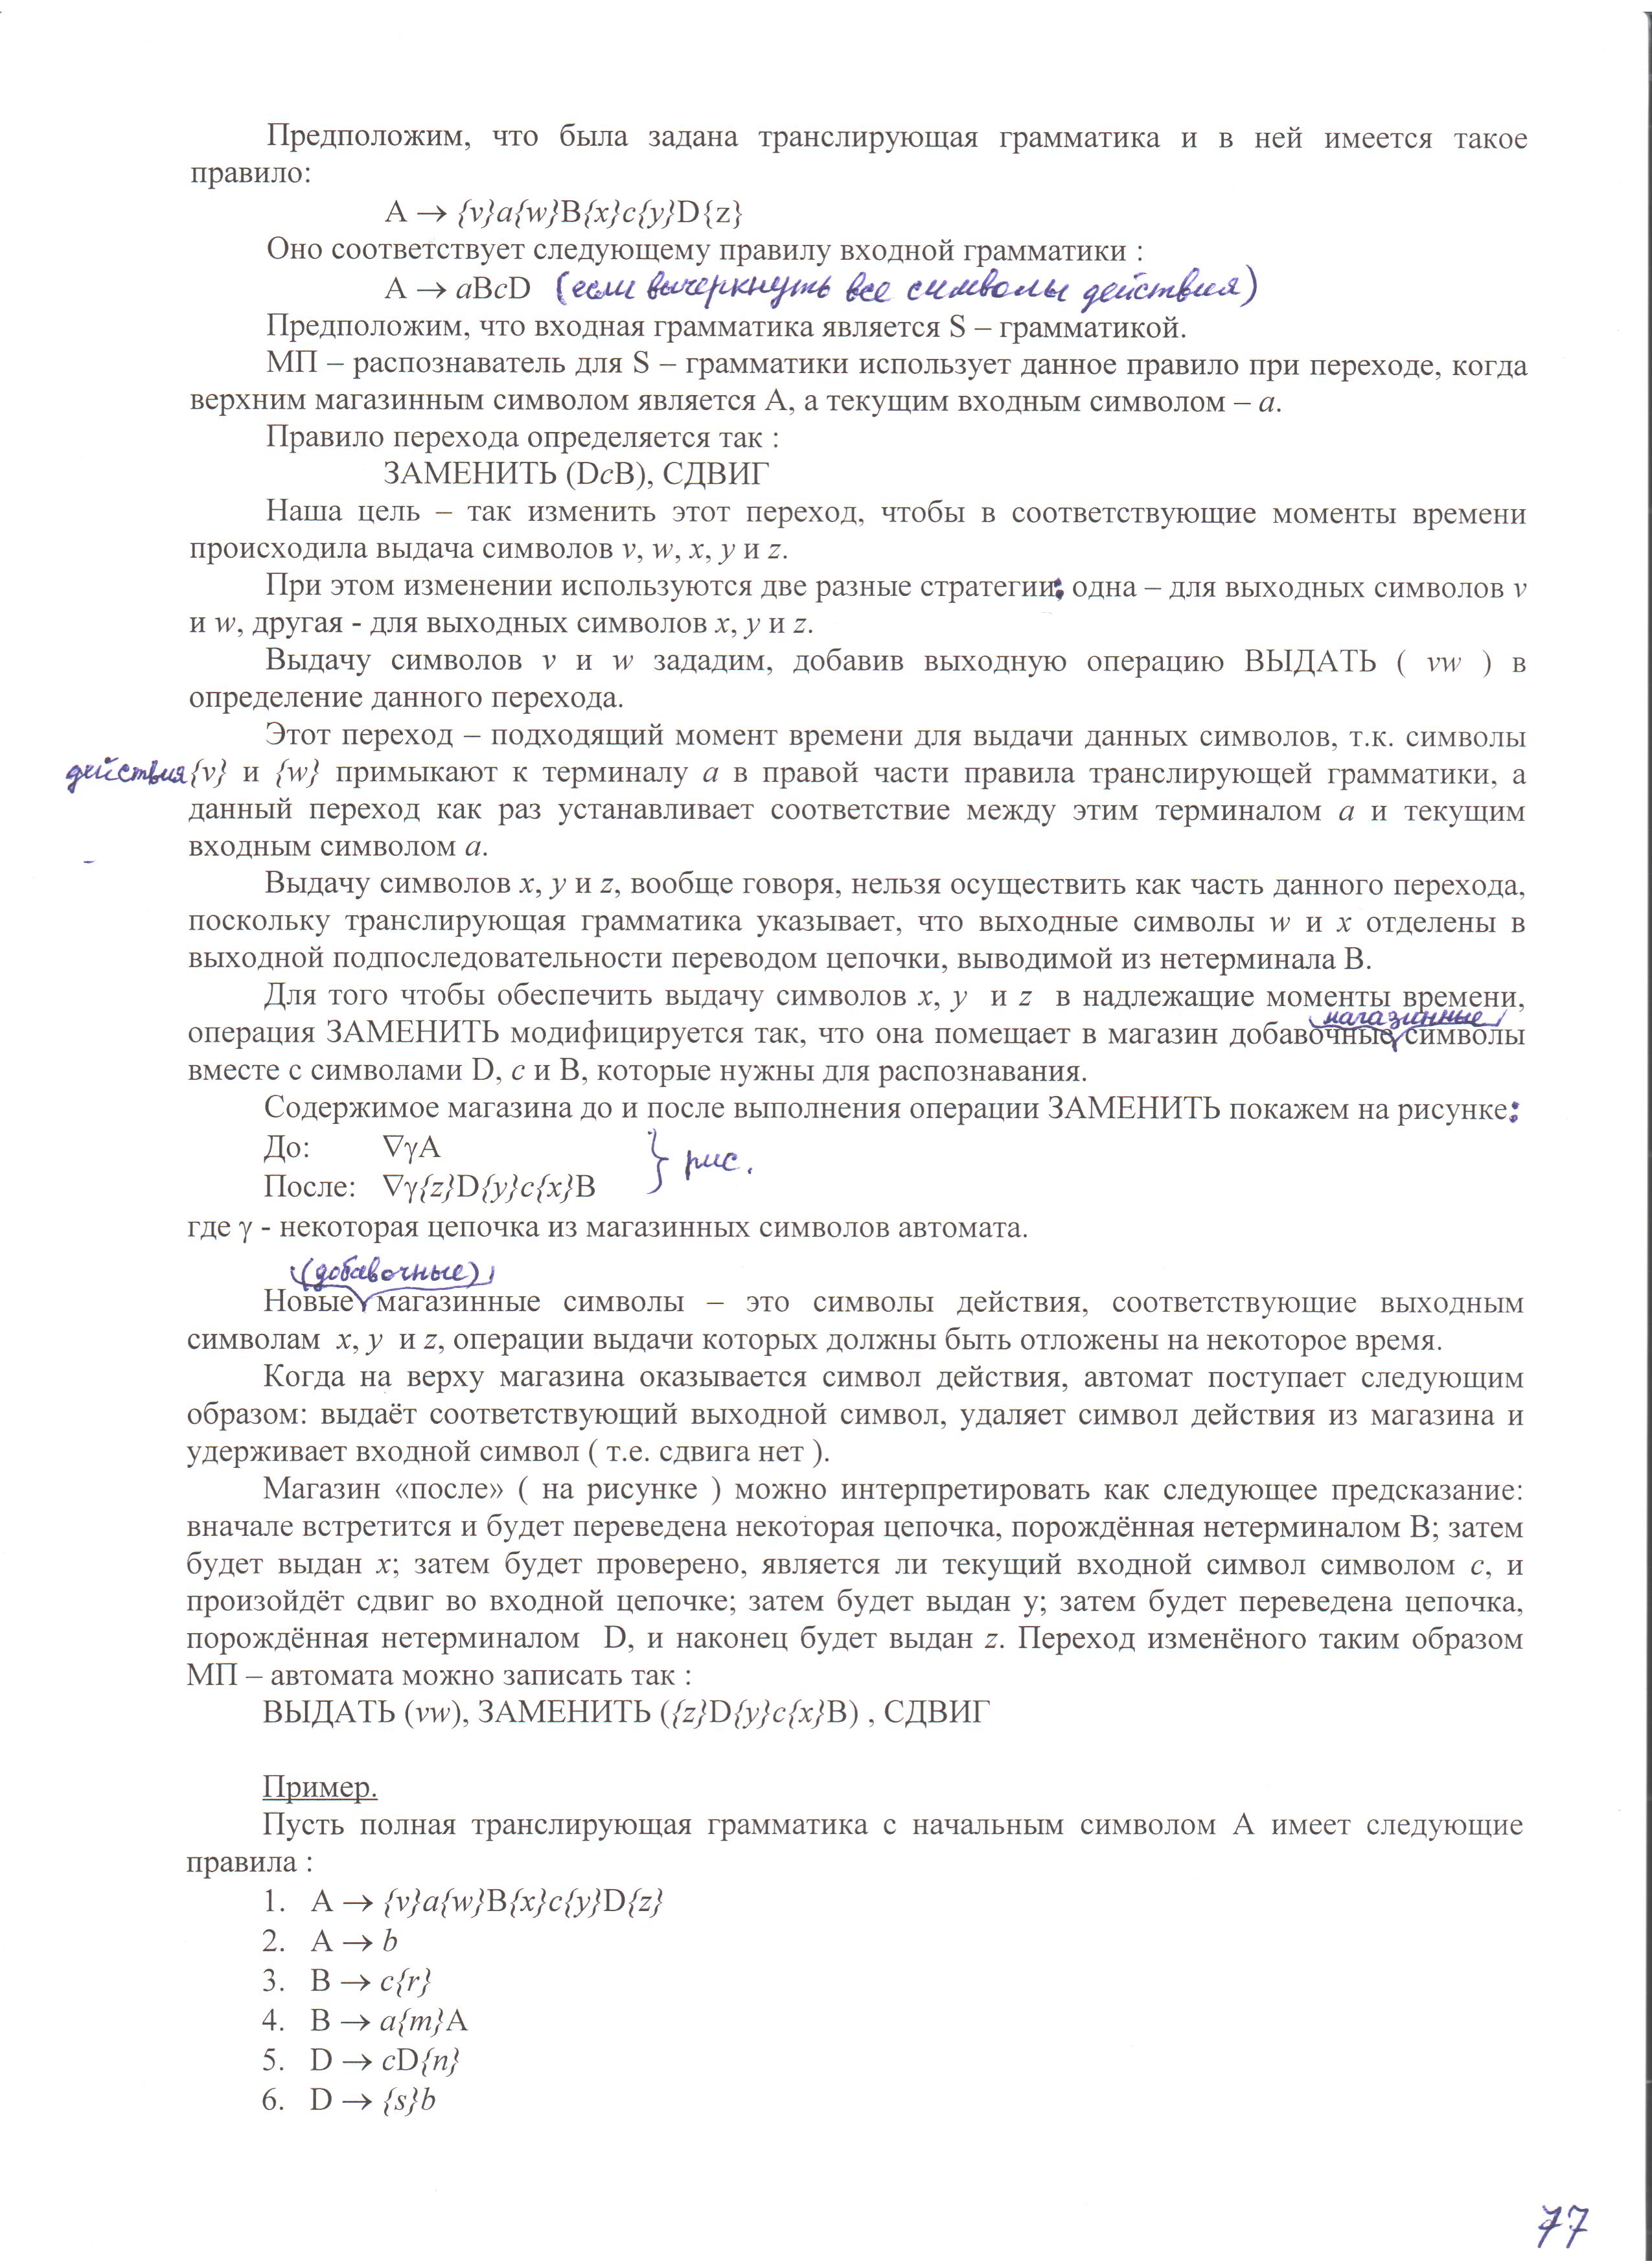 Предположим, что была задана транслирующая грамматика и в ней имеется такое
правило:
A → {v}a{w}B{x}c{y}D{z}
Оно соответствует следующему правилу входной грамматики :
A → aBcD (если вычеркнуть все символы действия)
Предположим, что входная грамматика является S – грамматикой.
МП – распознаватель для S – грамматики использует данное правило при переходе, когда
верхним магазинным символом является A, а текущим входным символом – a.
Правило перехода определяется так :
ЗАМЕНИТЬ (DcB), СДВИГ
Наша цель – так изменить этот переход, чтобы в соответствующие моменты времени
происходила выдача символов v, w, x, y и z.
При этом изменении используются две разные стратегии: одна – для выходных символов v
и w, другая - для выходных символов x, y и z.
Выдачу символов v и w зададим, добавив выходную операцию ВЫДАТЬ ( vw ) в
определение данного перехода.
Этот переход – подходящий момент времени для выдачи данных символов, т.к. символы
действия {v} и {w} примыкают к терминалу a в правой части правила транслирующей грамматики, а
данный переход как раз устанавливает соответствие между этим терминалом a и текущим
входным символом a.
Выдачу символов x, y и z, вообще говоря, нельзя осуществить как часть данного перехода,
поскольку транслирующая грамматика указывает, что выходные символы w и x отделены в
выходной подпоследовательности переводом цепочки, выводимой из нетерминала B.
Для того чтобы обеспечить выдачу символов x, y и z в надлежащие моменты времени,
магазинные
операция ЗАМЕНИТЬ модифицируется так, что она помещает в магазин добавочные символы
вместе с символами D, c и B, которые нужны для распознавания.
Содержимое магазина до и после выполнения операции ЗАМЕНИТЬ покажем на рисунке:
До: ∇γA
} рис.
После: ∇γ{z}D{y}c{x}B
где γ - некоторая цепочка из магазинных символов автомата.
(добавочные)
Новые магазинные символы – это символы действия, соответствующие выходным
символам x, y и z, операции выдачи которых должны быть отложены на некоторое время.
Когда на верху магазина оказывается символ действия, автомат поступает следующим
образом: выдаёт соответствующий выходной символ, удаляет символ действия из магазина и
удерживает входной символ ( т.е. сдвига нет ).
Магазин «после» ( на рисунке ) можно интерпретировать как следующее предсказание:
вначале встретится и будет переведена некоторая цепочка, порождённая нетерминалом B; затем
будет выдан x; затем будет проверено, является ли текущий входной символ символом c, и
произойдёт сдвиг во входной цепочке; затем будет выдан y; затем будет переведена цепочка,
порождённая нетерминалом D, и наконец будет выдан z. Переход изменёного таким образом
МП – автомата можно записать так :
ВЫДАТЬ (vw), ЗАМЕНИТЬ ({z}D{y}c{x}B) , СДВИГ
Пример.
Пусть полная транслирующая грамматика с начальным символом A имеет следующие
правила :
1. A → {v}a{w}B{x}c{y}D{z}
2. A → b
3. B → c{r}
4. B → a{m}A
5. D → cD{n}
6. D → {s}b
77